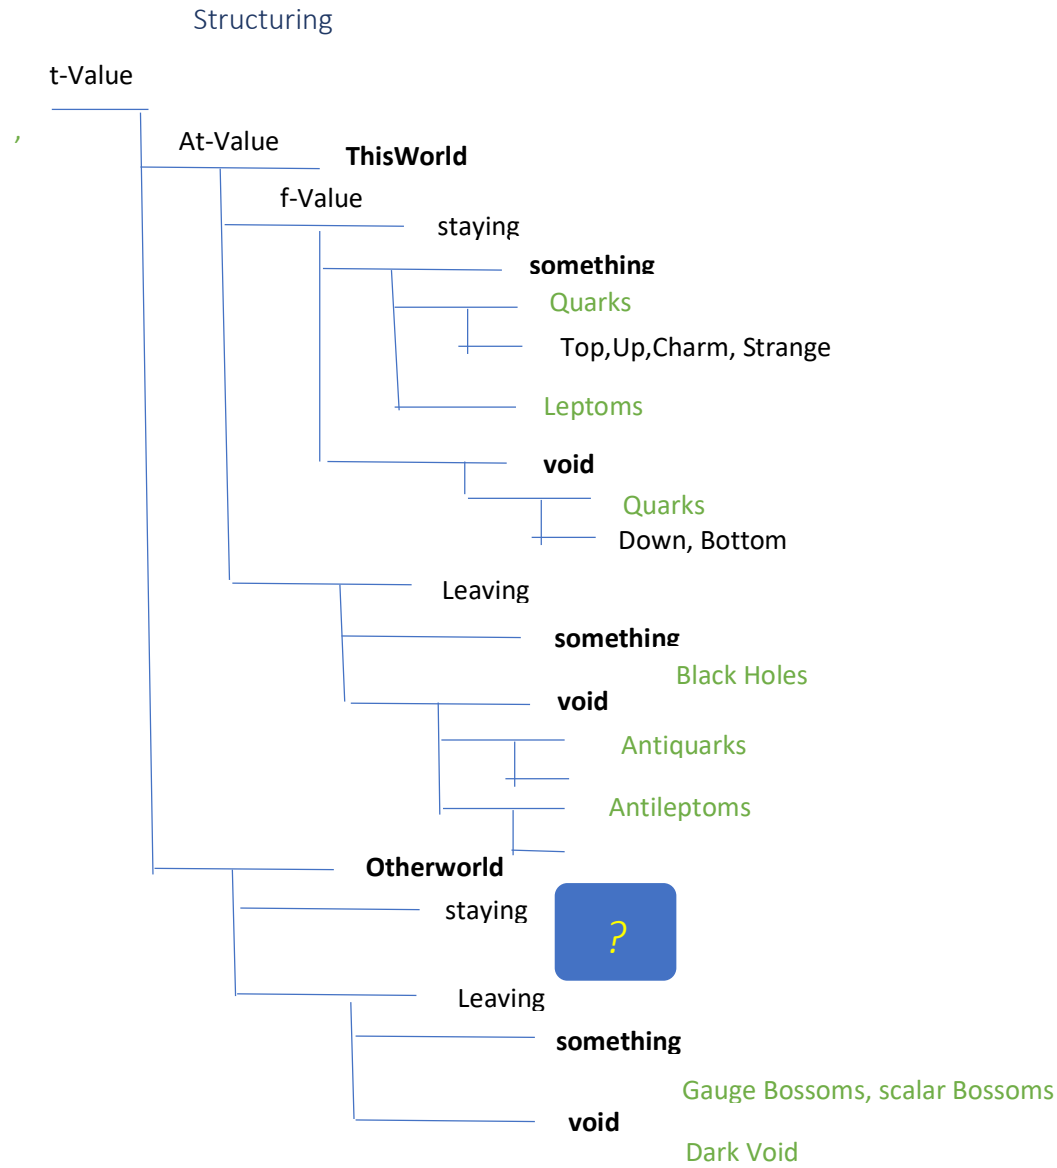 Structuring
t-Value
,
At-Value
ThisWorld
f-Value
staying
something
Quarks
Top,Up,Charm, Strange
Leptoms
void
Quarks
Down, Bottom
Leaving
something
Black Holes
void
Antiquarks
Antileptoms
Otherworld
staying
?
Leaving
something
Gauge Bossoms, scalar Bossoms
void
Dark Void